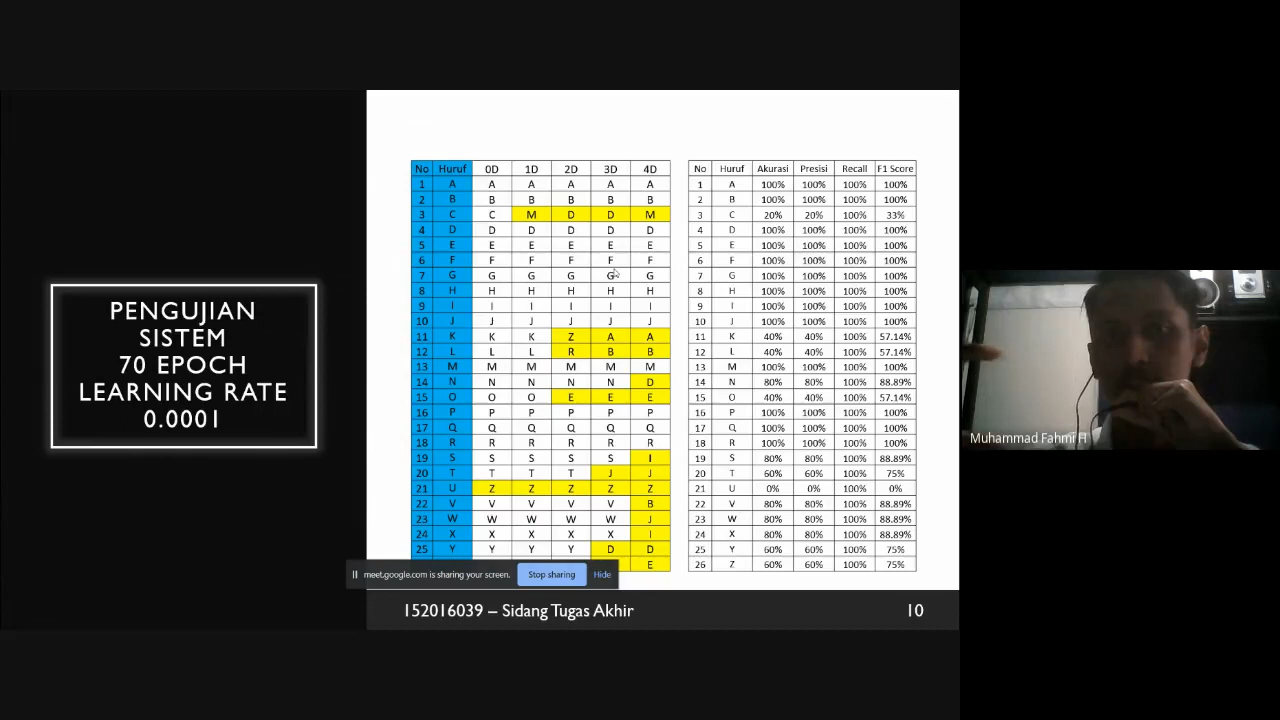 PENGUJIAN
SISTEM
70 EPOCH
LEARNING RATE
0.0001
No Huruf 0D 1D 2D 3D 4D
1 A A A A A A
2 B B B B B B
3 C C M D D M
4 D D D D D D
5 E E E E E E
6 F F F F F F
7 G G G G G G
8 H H H H H H
9 I I I I I I
10 J J J J J J
11 K K K Z A A
12 L L L R B B
13 M M M M M M
14 N N N N N D
15 O O O E E E
16 P P P P P P
17 Q Q Q Q Q Q
18 R R R R R R
19 S S S S S I
20 T T T T J J
21 U Z Z Z Z Z
22 V V V V V B
23 W W W W W J
24 X X X X X I
25 Y Y Y Y D D
E
No Huruf Akurasi Presisi Recall F1 Score
1 A 100% 100% 100% 100%
2 B 100% 100% 100% 100%
3 C 20% 20% 100% 33%
4 D 100% 100% 100% 100%
5 E 100% 100% 100% 100%
6 F 100% 100% 100% 100%
7 G 100% 100% 100% 100%
8 H 100% 100% 100% 100%
9 I 100% 100% 100% 100%
10 J 100% 100% 100% 100%
11 K 40% 40% 100% 57.14%
12 L 40% 40% 100% 57.14%
13 M 100% 100% 100% 100%
14 N 80% 80% 100% 88.89%
15 O 40% 40% 100% 57.14%
16 P 100% 100% 100% 100%
17 Q 100% 100% 100% 100%
18 R 100% 100% 100% 100%
19 S 80% 80% 100% 88.89%
20 T 60% 60% 100% 75%
21 U 0% 0% 100% 0%
22 V 80% 80% 100% 88.89%
23 W 80% 80% 100% 88.89%
24 X 80% 80% 100% 88.89%
25 Y 60% 60% 100% 75%
26 Z 60% 60% 100% 75%
meet.google.com is sharing your screen. Stop sharing Hide
152016039 – Sidang Tugas Akhir 10
Muhammad Fahmi H